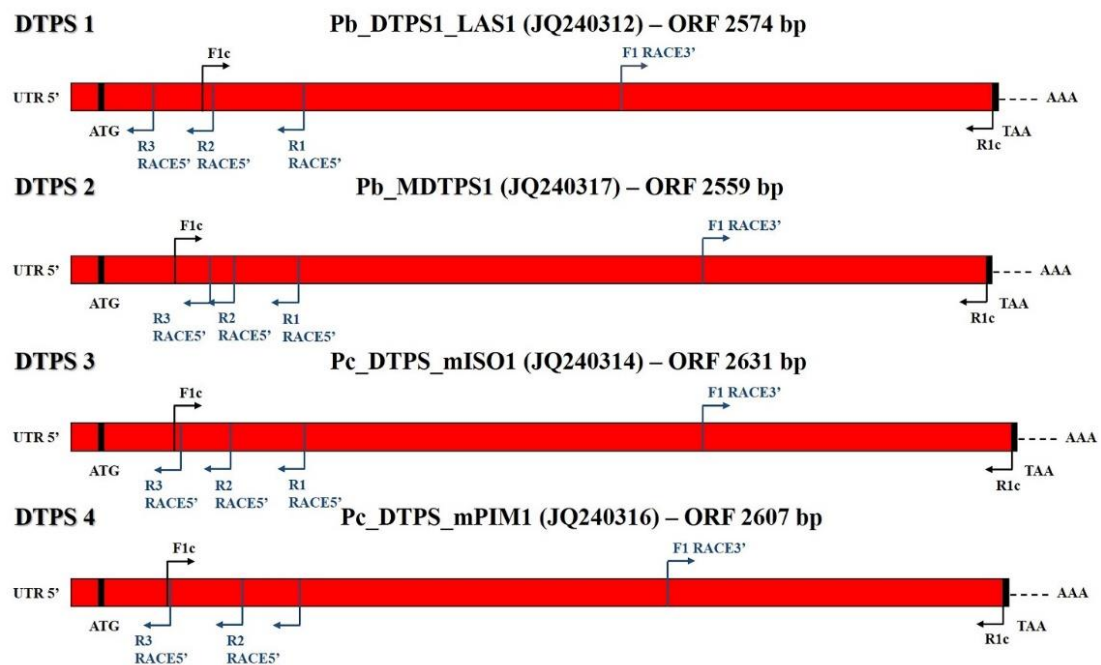 DTPS 1 Pb_DTPS1_LAS1 (JQ240312) – ORF 2574 bp
F1c F1 RACE3’
UTR 5’ AAA
ATG R3 R2 R1 R1c TAA
RACE5’ RACE5’ RACE5’
DTPS 2 Pb_MDTPS1 (JQ240317) – ORF 2559 bp
F1c F1 RACE3’
UTR 5’ AAA
ATG R3 R2 R1 R1c TAA
RACE5’ RACE5’ RACE5’
DTPS 3 Pc_DTPS_mISO1 (JQ240314) – ORF 2631 bp
F1c F1 RACE3’
UTR 5’ AAA
ATG R3 R2 R1 R1c TAA
RACE5’ RACE5’ RACE5’
DTPS 4 Pc_DTPS_mPIM1 (JQ240316) – ORF 2607 bp
F1c F1 RACE3’
UTR 5’ AAA
ATG R3 R2 R1c TAA
RACE5’ RACE5’